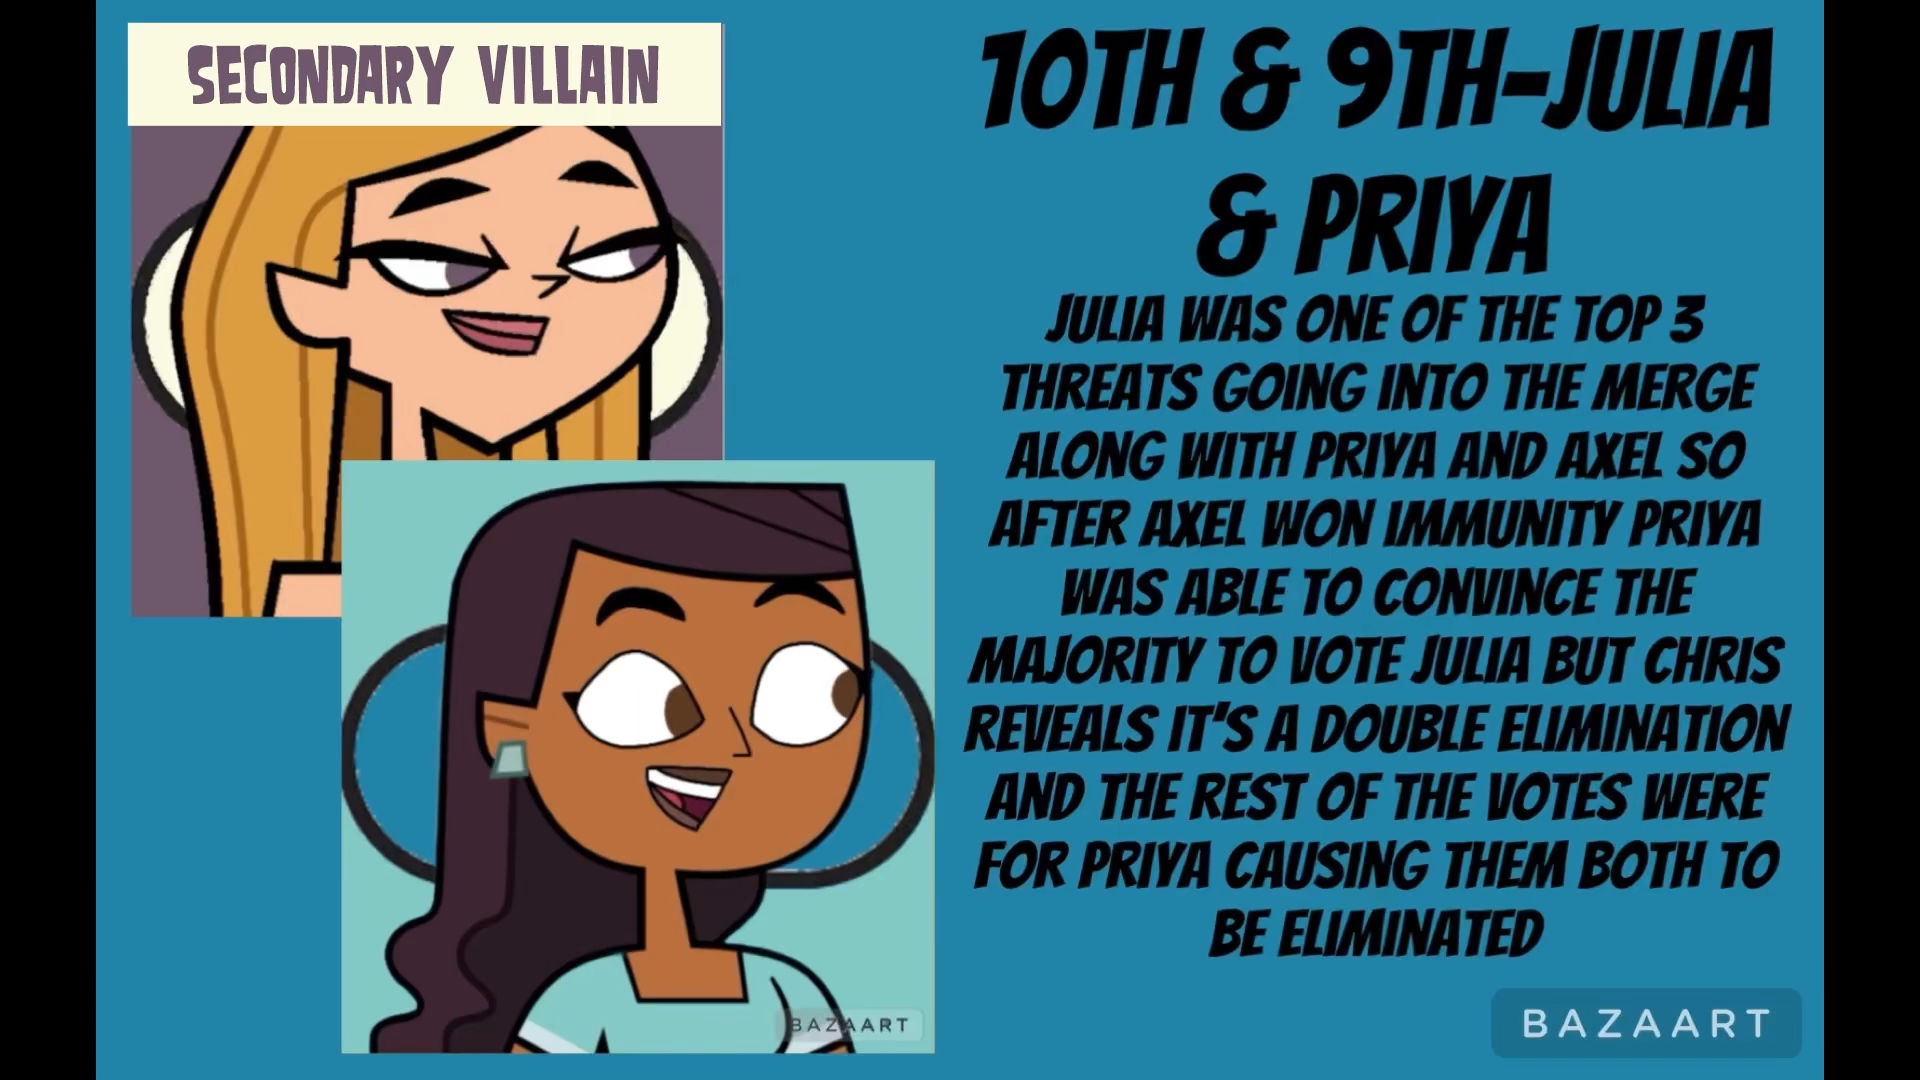 SECONDARY VILLAIN
10TH & 9TH-JULIA
& PRIYA
JULIA WAS ONE OF THE TOP 3
THREATS GOING INTO THE MERGE
ALONG WITH PRIYA AND AXEL SO
AFTER AXEL WON IMMUNITY PRIYA
WAS ABLE TO CONVINCE THE
MAJORITY TO VOTE JULIA BUT CHRIS
REVEALS IT'S A DOUBLE ELIMINATION
AND THE REST OF THE VOTES WERE
FOR PRIYA CAUSING THEM BOTH TO
BE ELIMINATED
BAZAART
BAZAART